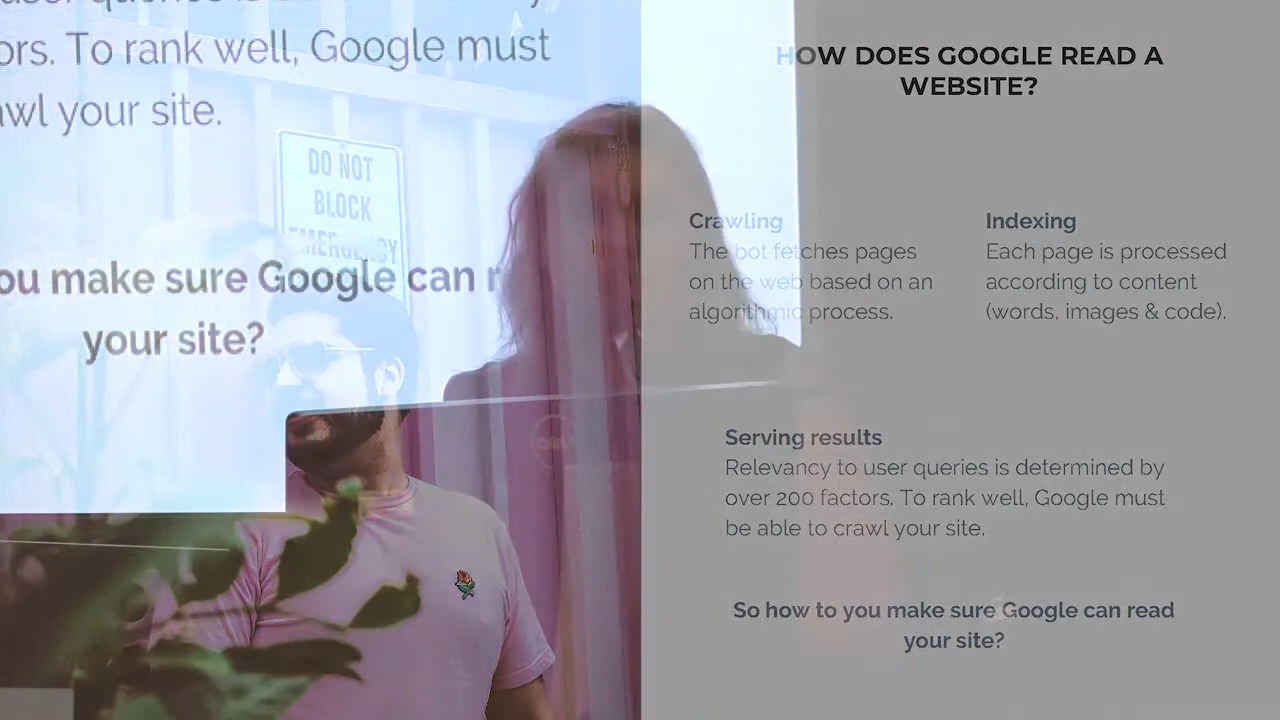 ors. To rank well, Google must
wl your site.
DO NOT
BLOCK
EMERGENCY
ou make sure Google can r
your site?
HOW DOES GOOGLE READ A
WEBSITE?
Crawling
The bot fetches pages
on the web based on an
algorithmic process.
Indexing
Each page is processed
according to content
(words, images & code).
Serving results
Relevancy to user queries is determined by
over 200 factors. To rank well, Google must
be able to crawl your site.
So how to you make sure Google can read
your site?